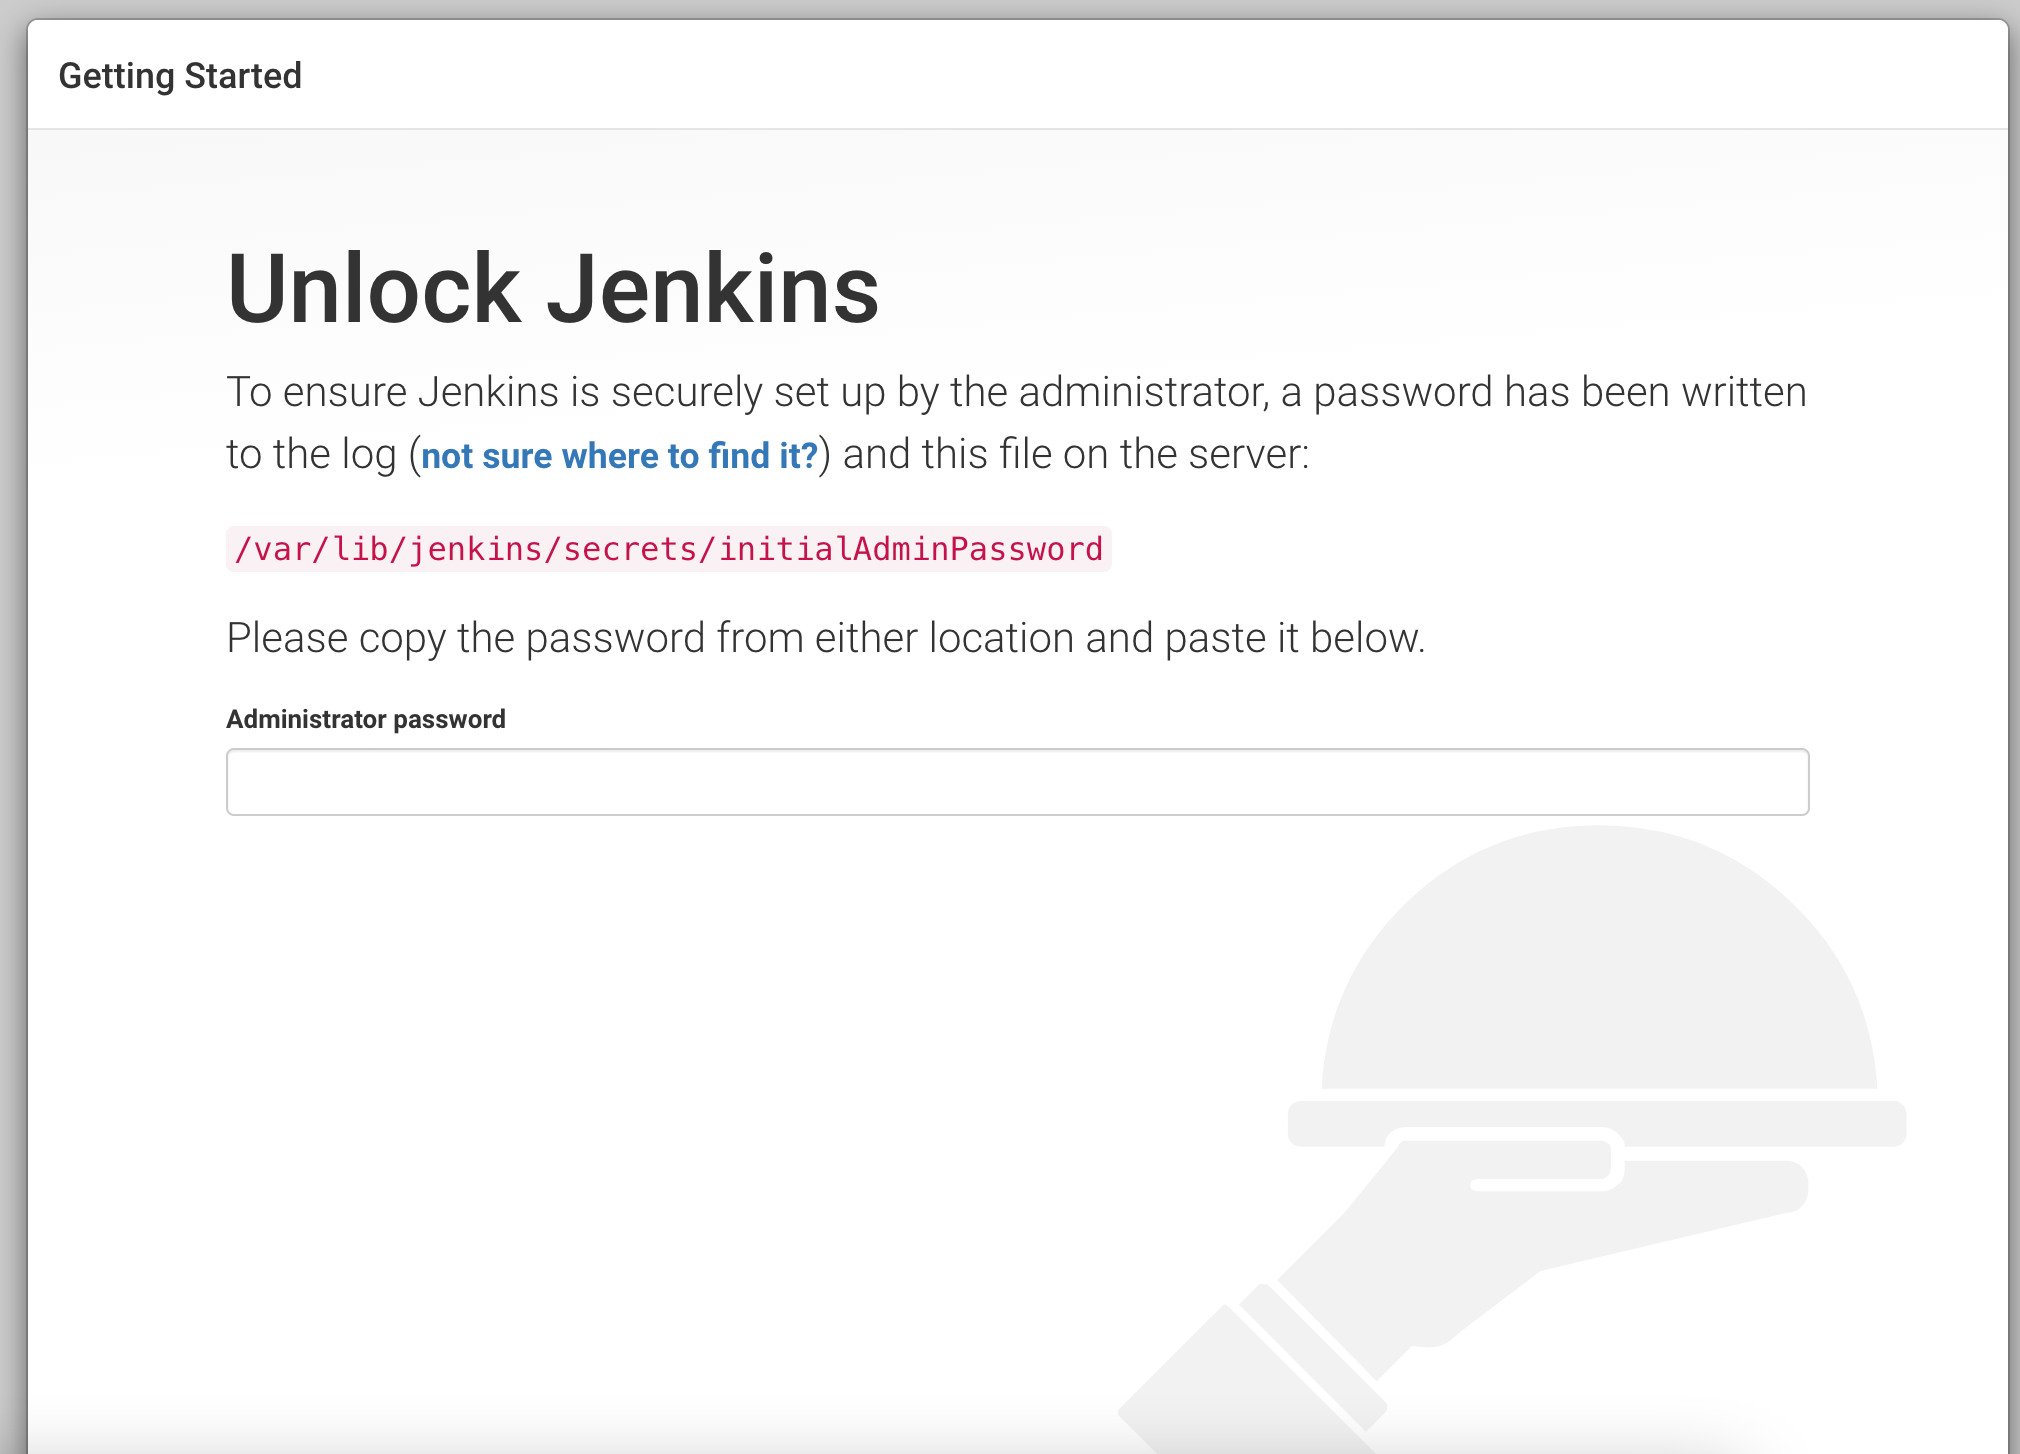 Getting Started
Unlock Jenkins
To ensure Jenkins is securely set up by the administrator, a password has been written
to the log (not sure where to find it?) and this file on the server:
/var/lib/jenkins/secrets/initialAdminPassword
Please copy the password from either location and paste it below.
Administrator password